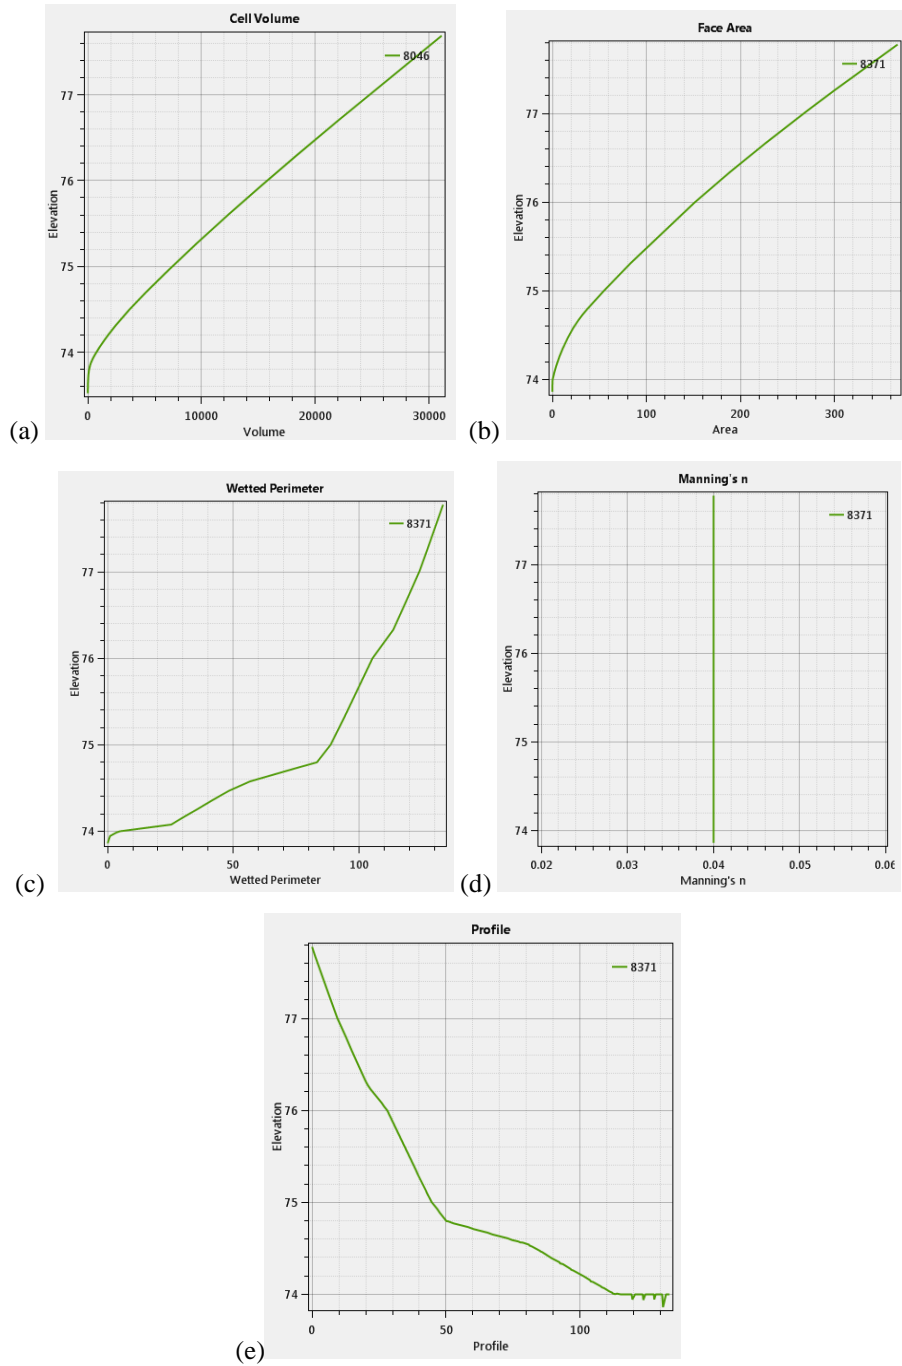 Cell Volume
8046
77
76
75
74
Elevation
0 10000 20000 30000
Volume
(a)
Face Area
8371
77
76
75
74
Elevation
0 100 200 300
Area
(b)
Wetted Perimeter
8371
77
76
75
74
Elevation
0 50 100
Wetted Perimeter
(c)
Manning's n
8371
77
76
75
74
Elevation
0.02 0.03 0.04 0.05 0.06
Manning's n
(d)
Profile
8371
77
76
75
74
Elevation
0 50 100
Profile
(e)